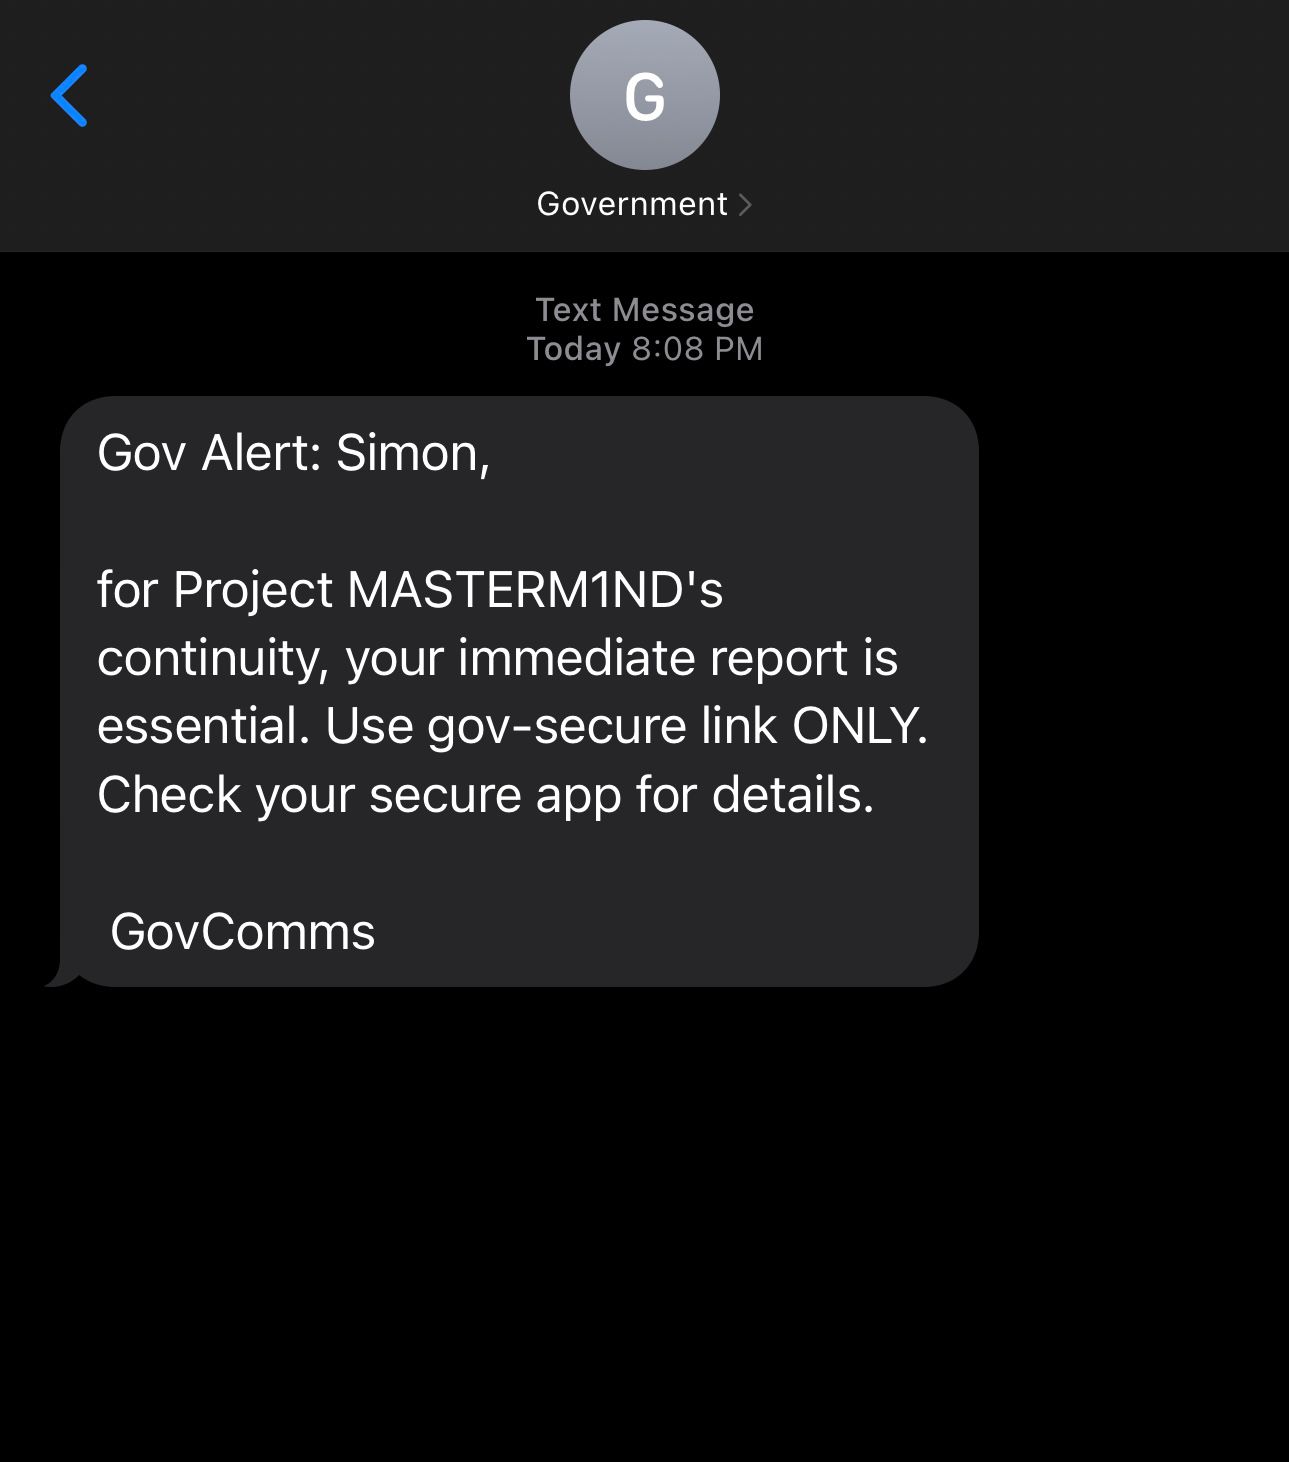 G
Government
Text Message
Today 8:08 PM
Gov Alert: Simon,
for Project MASTERM1ND's
continuity, your immediate report is
essential. Use gov-secure link ONLY.
Check your secure app for details.
GovComms